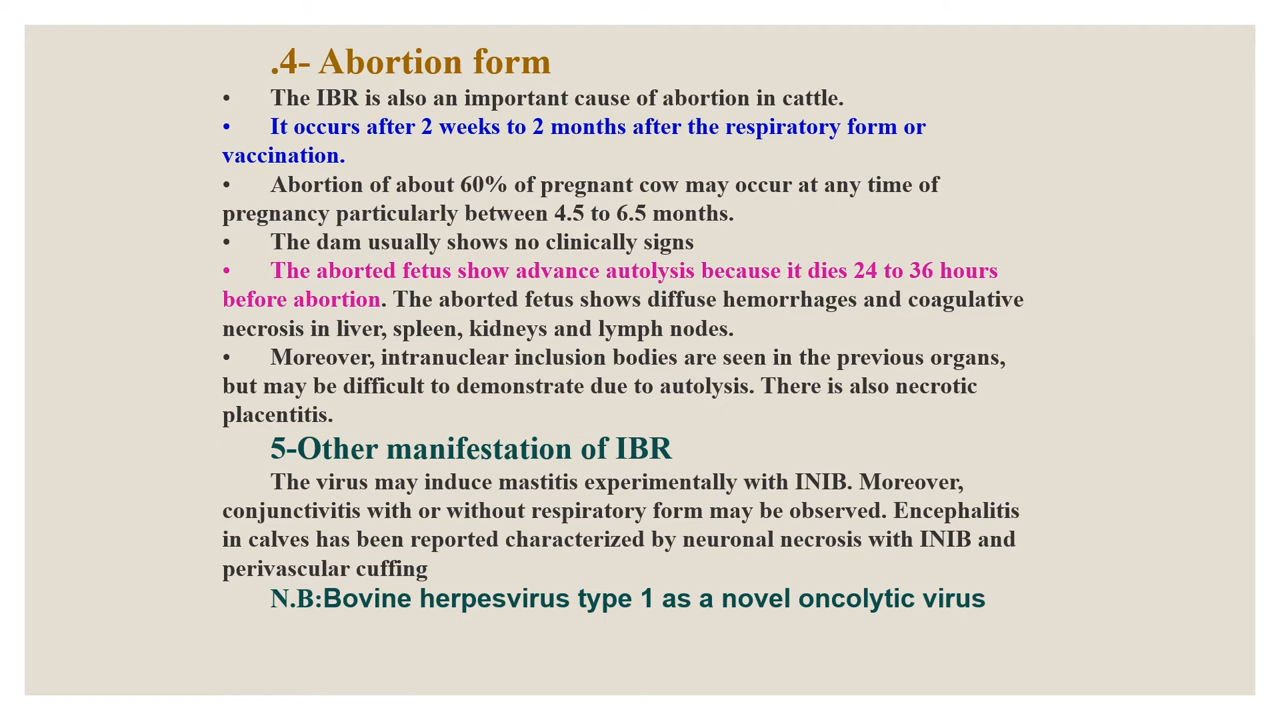 .4- Abortion form
• The IBR is also an important cause of abortion in cattle.
• It occurs after 2 weeks to 2 months after the respiratory form or
vaccination.
• Abortion of about 60% of pregnant cow may occur at any time of
pregnancy particularly between 4.5 to 6.5 months.
• The dam usually shows no clinically signs
• The aborted fetus show advance autolysis because it dies 24 to 36 hours
before abortion. The aborted fetus shows diffuse hemorrhages and coagulative
necrosis in liver, spleen, kidneys and lymph nodes.
• Moreover, intranuclear inclusion bodies are seen in the previous organs,
but may be difficult to demonstrate due to autolysis. There is also necrotic
placentitis.
5-Other manifestation of IBR
The virus may induce mastitis experimentally with INIB. Moreover,
conjunctivitis with or without respiratory form may be observed. Encephalitis
in calves has been reported characterized by neuronal necrosis with INIB and
perivascular cuffing
N.B:Bovine herpesvirus type 1 as a novel oncolytic virus